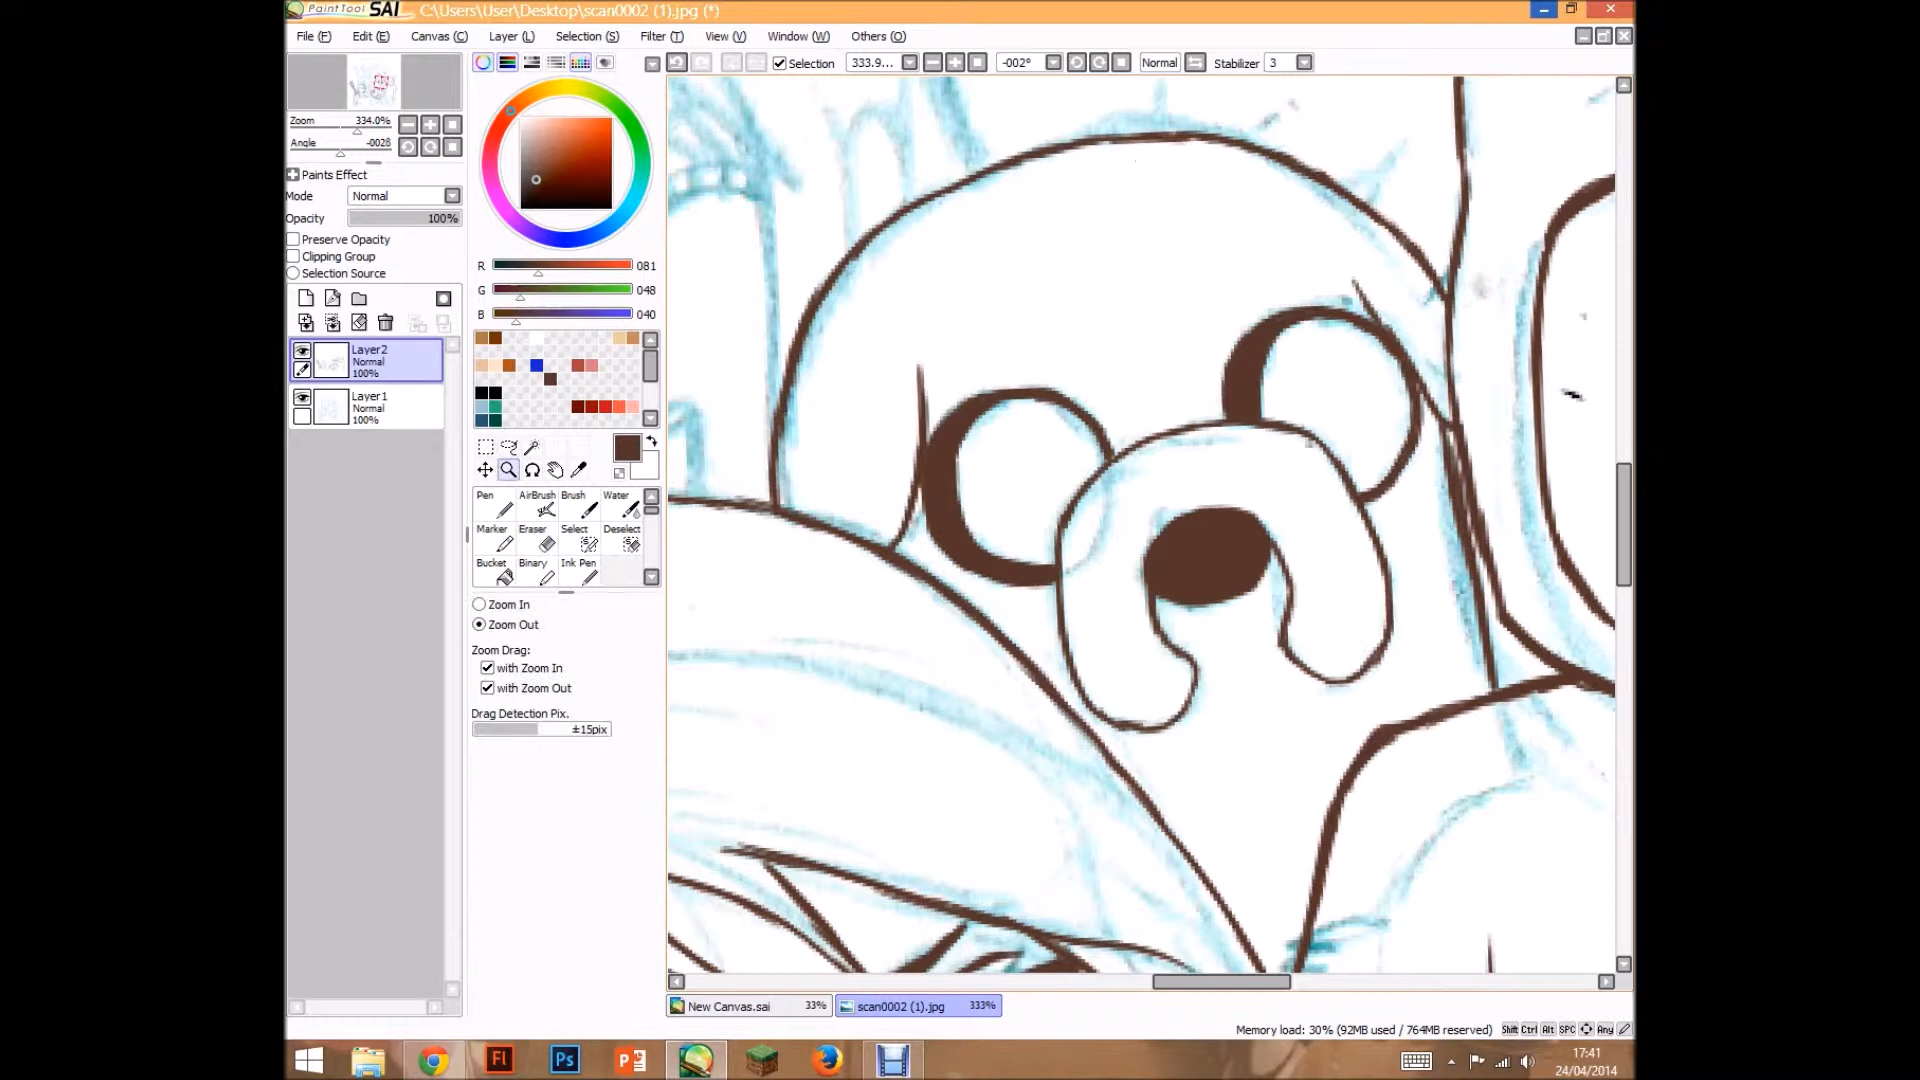 PaintTool SAI C:\Users\User\Desktop\scan0002 (1).jpg (*)
File (F) Edit (E) Canvas (C) Layer (L) Selection (S) Filter (T) View (V) Window (W) Others (O)
Selection 333.9... -002° Normal Stabilizer 3
Zoom 334.0%
Angle -002ß
Paints Effect
Mode Normal
Opacity 100%
Preserve Opacity
Clipping Group
Selection Source
Layer2
Normal
100%
Layer1
Normal
100%
R 081
G 048
B 040
Pen AirBrush Brush Water
Marker Eraser Select Deselect
Bucket Binary Ink Pen
Zoom In
Zoom Out
Zoom Drag:
with Zoom In
with Zoom Out
Drag Detection Pix.
±15pix
New Canvas.sai 33% scan0002 (1).jpg 333%
Memory load: 30% (92MB used / 764MB reserved) Shift Ctrl Alt SPC Any
Fl Ps P
17:41
24/04/2014